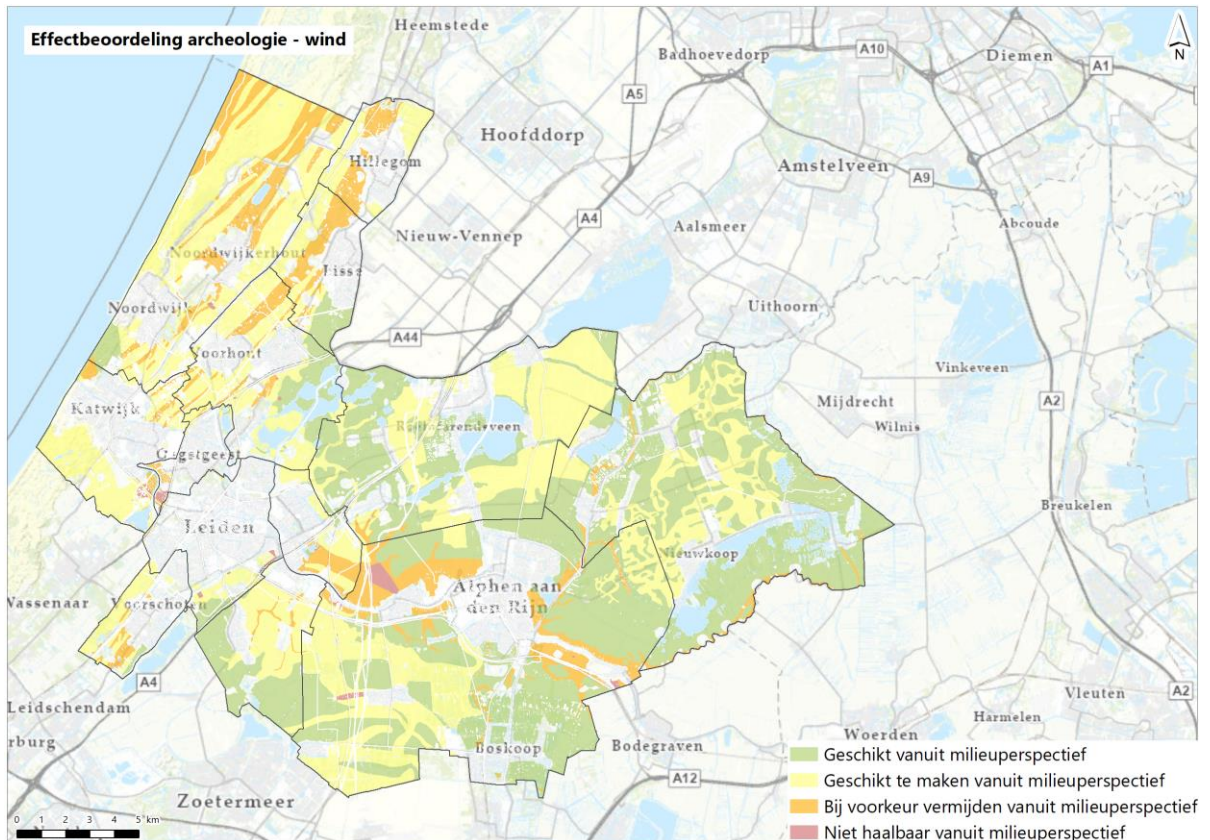 Effectbeoordeling archeologie - wind
Heemstede
Badhoevedorp
A10
Diemen
A1
N
A5
Hoofddorp
Hillegom
Amstelveen
A9
A4
Abcoude
Nieuw-Vennep
Aalsmeer
Noordwijkerhout
Lisse
Uithoorn
Noordwijk
A44
Voorhout
Vinkeveen
A2
Katwijk
Mijdrecht
Wilnis
Roelofarendsveen
Oegstgeest
Breukelen
Leiden
Nieuwkoop
Alphen aan
den Rijn
Wassenaar
Voorschoten
A4
Vleuten
A2
Leidschendam
Harmelen
Woerden
rburg
Boskoop
Bodegraven
A12
Zoetermeer
Geschikt vanuit milieuperspectief
Geschikt te maken vanuit milieuperspectief
Bij voorkeur vermijden vanuit milieuperspectief
Niet haalbaar vanuit milieuperspectief
0 1 2 3 4 5 km